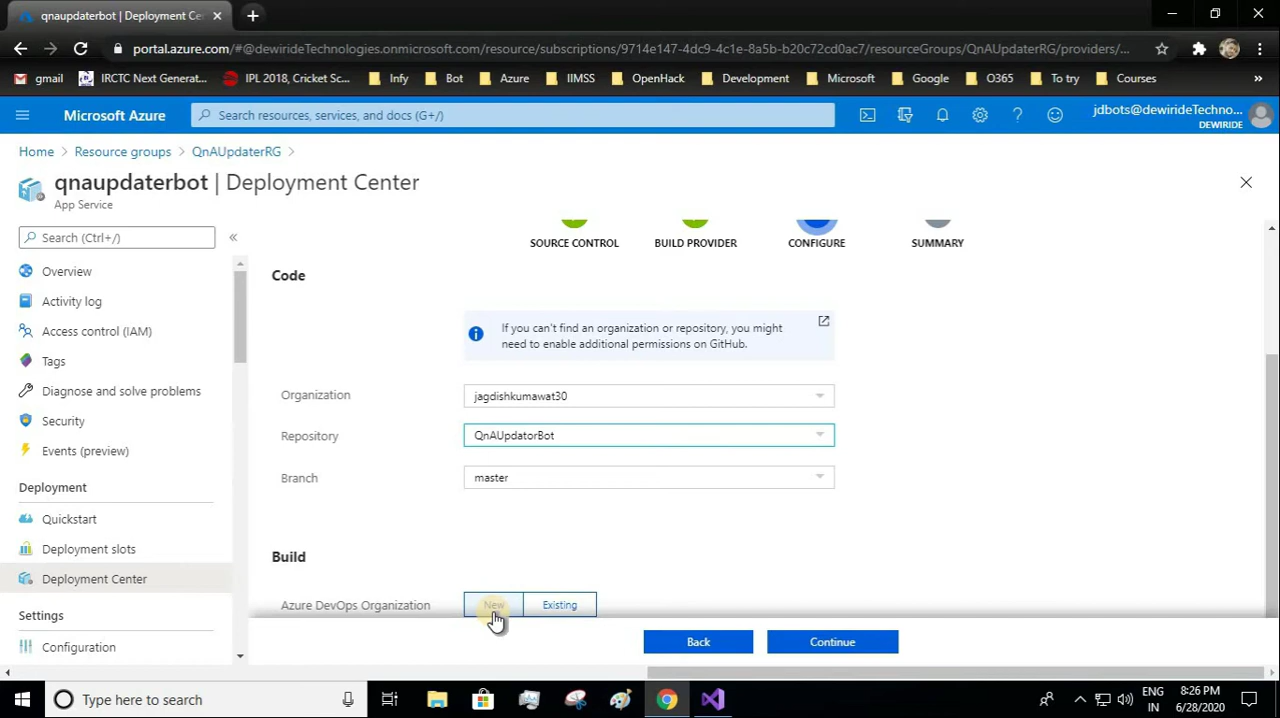 qnaupdaterbot | Deployment Ce
portal.azure.com/#@dewirideTechnologies.onmicrosoft.com/resource/subscriptions/9714e147-4dc9-4c1e-8a5b-b20c72cd0ac7/resourceGroups/QnAUpdaterRG/providers/...
gmail
IRCTC Next Generat...
IPL 2018, Cricket Sc...
Infy
Bot
Azure
IIMSS
OpenHack
Development
Microsoft
Google
O365
To try
Courses
»
Microsoft Azure
Search resources, services, and docs (G+/)
jdbots@dewirideTechno...
DEWIRIDE
Home > Resource groups > QnAUpdaterRG >
qnaupdaterbot | Deployment Center
App Service
Search (Ctrl+/)
«
Overview
Activity log
Access control (IAM)
Tags
Diagnose and solve problems
Security
Events (preview)
Deployment
Quickstart
Deployment slots
Deployment Center
Settings
Configuration
SOURCE CONTROL
BUILD PROVIDER
CONFIGURE
SUMMARY
Code
If you can't find an organization or repository, you might
need to enable additional permissions on GitHub.
Organization
jagdishkumawat30
Repository
QnAUpdatorBot
Branch
master
Build
Azure DevOps Organization
New
Existing
Back
Continue
Type here to search
ENG
IN
8:26 PM
6/28/2020